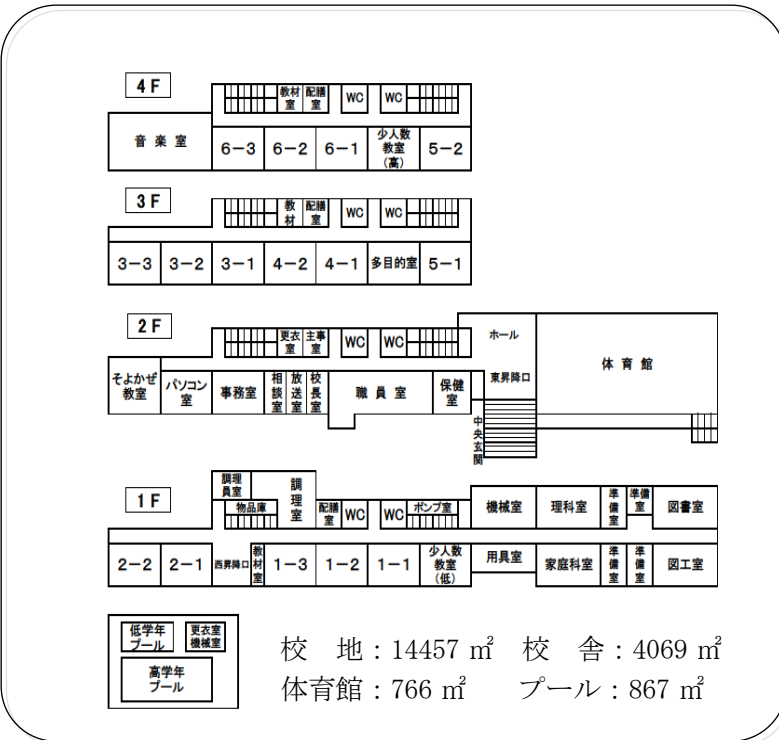 4F
教材室 配膳室 WC WC
音楽室 6-3 6-2 6-1 少人数教室(高) 5-2
3F
教材 配膳室 WC WC
3-3 3-2 3-1 4-2 4-1 多目的室 5-1
2F
更衣室 主事室 WC WC ホール
東昇降口 体育館
そよかぜ教室 パソコン室 事務室 相談室 放送室 校長室 職員室 保健室
中央玄関
1F
調理員室 調理室
物品庫 配膳室 WC WC ポンプ室 機械室 理科室 準備室 準備室 図書室
2-2 2-1 西昇降口 教材室 1-3 1-2 1-1 少人数教室(低) 用具室 家庭科室 準備室 準備室 図工室
低学年プール 更衣室機械室
高学年プール
校 地:14457 ㎡ 校 舎:4069 ㎡
体育館:766 ㎡ プール:867 ㎡